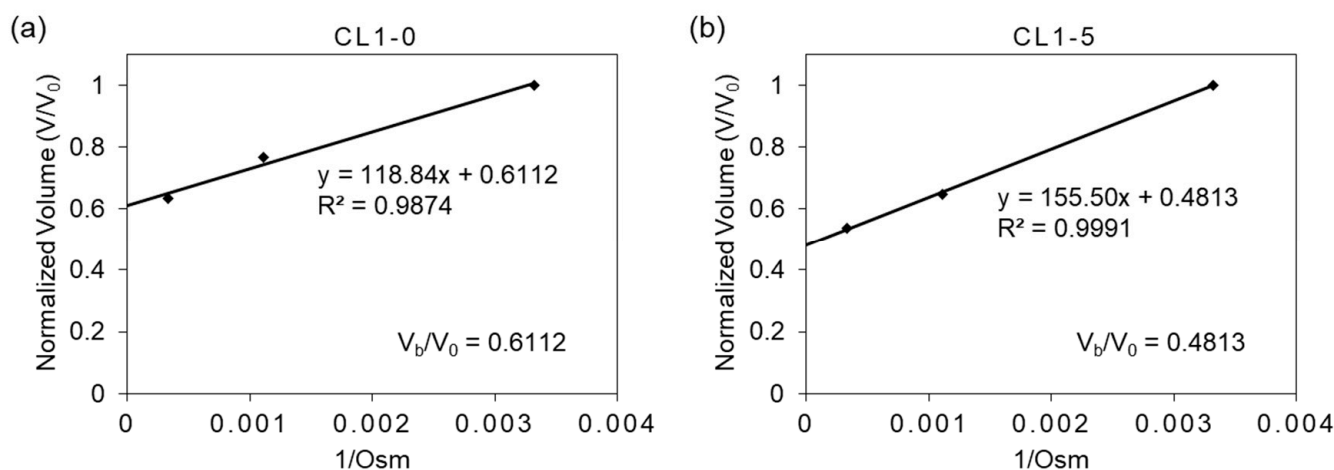 (a)
CL1-0
Normalized Volume (V/V₀)
1
0.8
0.6
0.4
0.2
0
y = 118.84x + 0.6112
R² = 0.9874
V_b/V₀ = 0.6112
0 0.001 0.002 0.003 0.004
1/Osm
(b)
CL1-5
Normalized Volume (V/V₀)
1
0.8
0.6
0.4
0.2
0
y = 155.50x + 0.4813
R² = 0.9991
V_b/V₀ = 0.4813
0 0.001 0.002 0.003 0.004
1/Osm